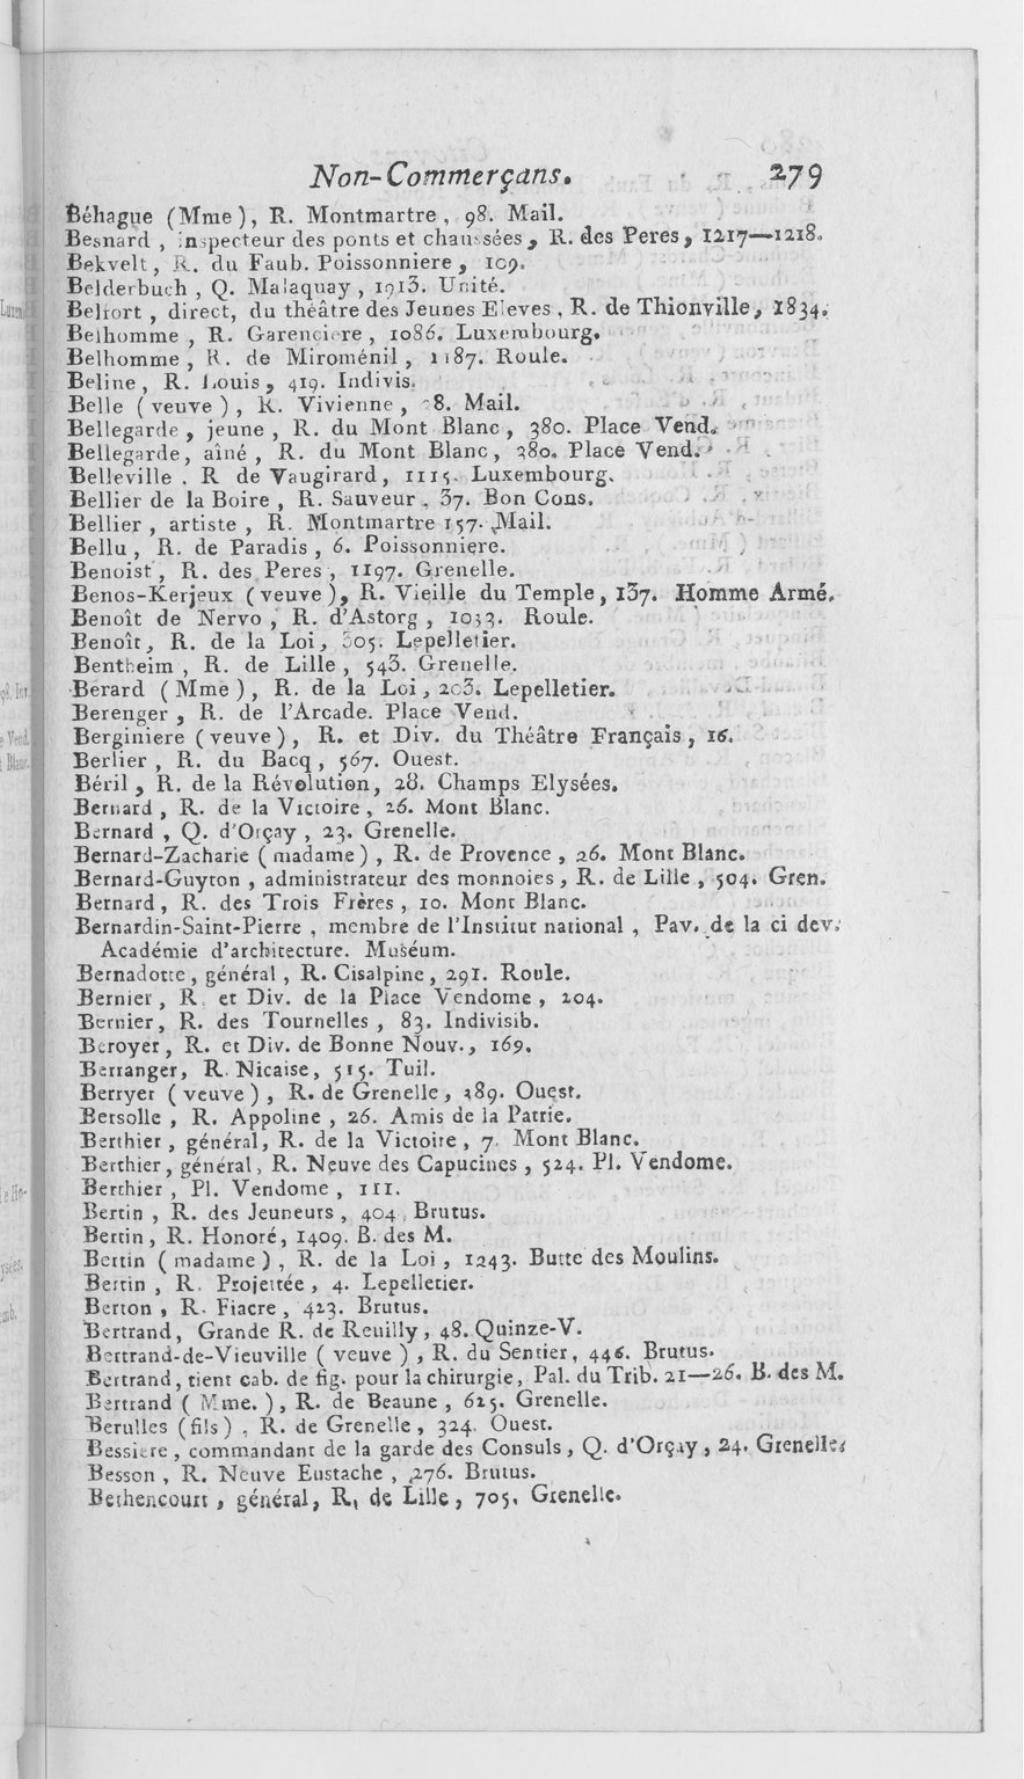 Non-Commerçans. 279
Béhague (Mme), R. Montmartre, 98. Mail.
Besnard, inspecteur des ponts et chaussées, R. des Peres, 1217—1218.
Bekvelt, R. du Faub. Poissonniere, 109.
Belderbuch, Q. Malaquay, 1913. Unité.
Belfort, direct, du théâtre des Jeunes Eleves, R. de Thionville, 1834.
Belhomme, R. Garenciere, 1086. Luxembourg.
Belhomme, R. de Miroménil, 1187. Roule.
Beline, R. Louis, 419. Indivis.
Belle (veuve), R. Vivienne, 8. Mail.
Bellegarde, jeune, R. du Mont Blanc, 380. Place Vend.
Bellegarde, aîné, R. du Mont Blanc, 380. Place Vend.
Belleville. R de Vaugirard, 1115. Luxembourg.
Bellier de la Boire, R. Sauveur, 37. Bon Cons.
Bellier, artiste, R. Montmartre 157. Mail.
Bellu, R. de Paradis, 6. Poissonniere.
Benoist, R. des Peres, 1197. Grenelle.
Benos-Kerjeux (veuve), R. Vieille du Temple, 137. Homme Armé.
Benoît de Nervo, R. d'Astorg, 1033. Roule.
Benoît, R. de la Loi, 305. Lepelletier.
Bentheim, R. de Lille, 543. Grenelle.
Berard (Mme), R. de la Loi, 203. Lepelletier.
Berenger, R. de l'Arcade. Place Vend.
Berginiere (veuve), R. et Div. du Théâtre Français, 16.
Berlier, R. du Bacq, 567. Ouest.
Béril, R. de la Révolution, 28. Champs Elysées.
Bernard, R. de la Victoire, 26. Mont Blanc.
Bernard, Q. d'Orçay, 23. Grenelle.
Bernard-Zacharie (madame), R. de Provence, 26. Mont Blanc.
Bernard-Guyton, administrateur des monnoies, R. de Lille, 504. Gren.
Bernard, R. des Trois Frères, 10. Mont Blanc.
Bernardin-Saint-Pierre, membre de l'Institut national, Pav. de la ci dev.
Académie d'architecture. Muséum.
Bernadotte, général, R. Cisalpine, 291. Roule.
Bernier, R. et Div. de la Place Vendome, 204.
Bernier, R. des Tournelles, 83. Indivisib.
Beroyer, R. et Div. de Bonne Nouv., 169.
Berranger, R. Nicaise, 515. Tuil.
Berryer (veuve), R. de Grenelle, 389. Ouest.
Bersolle, R. Appoline, 26. Amis de la Patrie.
Berthier, général, R. de la Victoire, 7. Mont Blanc.
Berthier, général, R. Neuve des Capucines, 524. Pl. Vendome.
Berthier, Pl. Vendome, 111.
Bertin, R. des Jeuneurs, 404. Brutus.
Bertin, R. Honoré, 1409. B. des M.
Bertin (madame), R. de la Loi, 1243. Butte des Moulins.
Bertin, R. Projettée, 4. Lepelletier.
Berton, R. Fiacre, 423. Brutus.
Bertrand, Grande R. de Reuilly, 48. Quinze-V.
Bertrand-de-Vieuville (veuve), R. du Sentier, 446. Brutus.
Bertrand, tient cab. de fig. pour la chirurgie, Pal. du Trib. 21—26. B. des M.
Bertrand (Mme.), R. de Beaune, 625. Grenelle.
Berulles (fils), R. de Grenelle, 324. Ouest.
Bessiere, commandant de la garde des Consuls, Q. d'Orçay, 24. Grenelle.
Besson, R. Neuve Eustache, 276. Brutus.
Bethencourt, général, R. de Lille, 705. Grenelle.